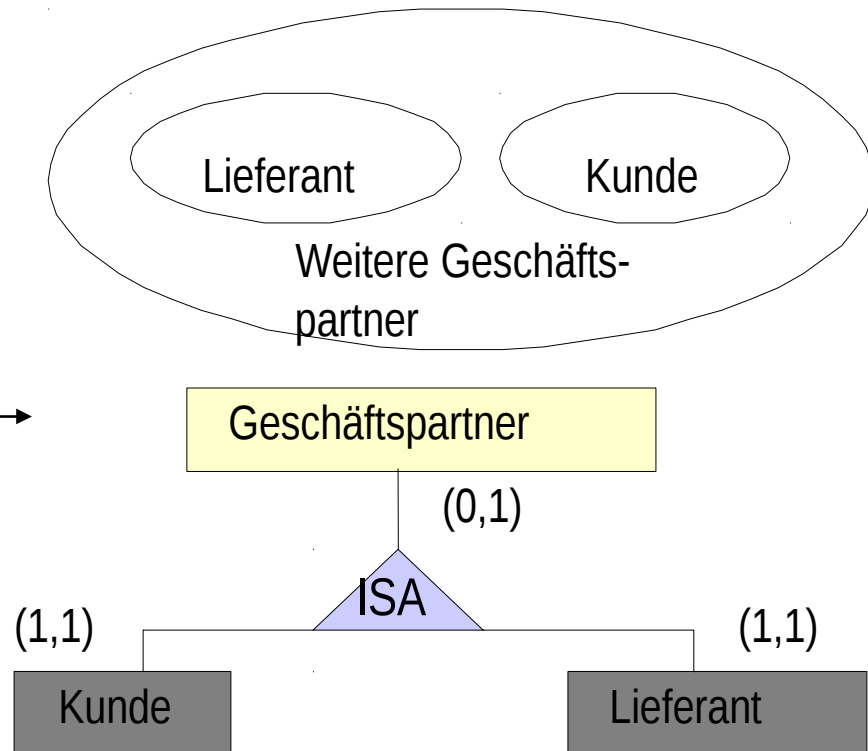 Lieferant
Kunde
Weitere Geschäfts-
partner
Geschäftspartner
(0,1)
ISA
(1,1)
(1,1)
Kunde
Lieferant